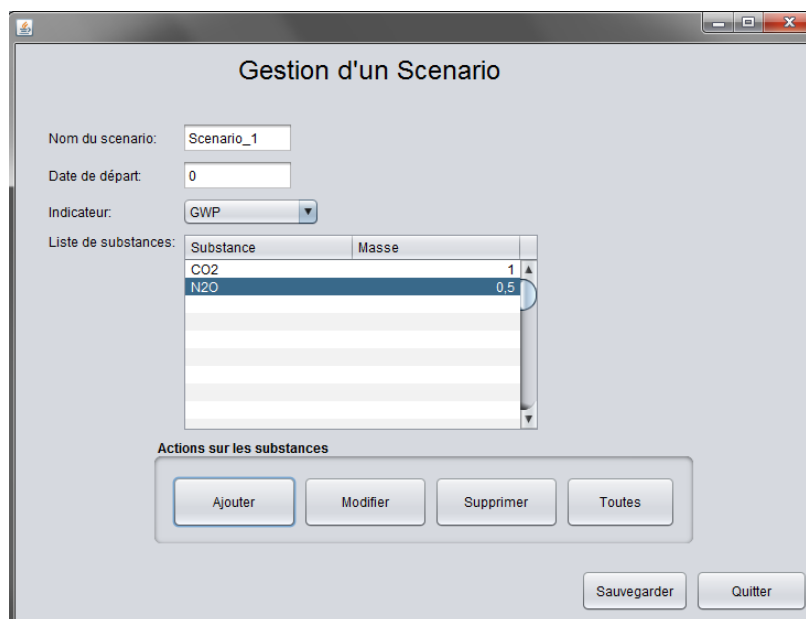 Gestion d'un Scenario
Nom du scenario: Scenario_1
Date de départ: 0
Indicateur: GWP
Liste de substances: Substance Masse
CO2 1
N2O 0,5
Actions sur les substances
Ajouter Modifier Supprimer Toutes
Sauvegarder Quitter